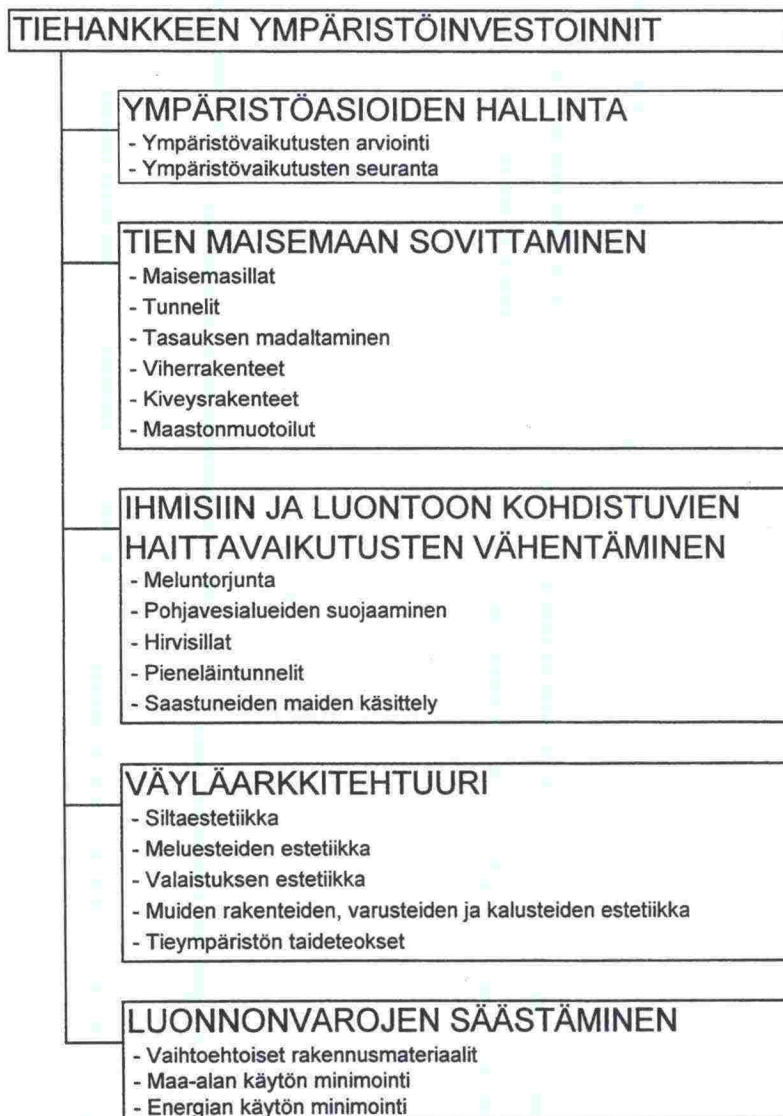 TIEHANKKEEN YMPÄRISTÖINVESTOINNIT
YMPÄRISTÖASIOIDEN HALLINTA
- Ympäristövaikutusten arviointi
- Ympäristövaikutusten seuranta
TIEN MAISEMAAN SOVITTAMINEN
- Maisemasillat
- Tunnelit
- Tasauksen madaltaminen
- Viherrakenteet
- Kiveysrakenteet
- Maastonmuotoilut
IHMISIIN JA LUONTOON KOHDISTUVIEN
HAITTAVAIKUTUSTEN VÄHENTÄMINEN
- Meluntorjunta
- Pohjavesialueiden suojaaminen
- Hirvisillat
- Pieneläintunnelit
- Saastuneiden maiden käsittely
VÄYLÄARKKITEHTUURI
- Siltaestetiikka
- Meluesteiden estetiikka
- Valaistuksen estetiikka
- Muiden rakenteiden, varusteiden ja kalusteiden estetiikka
- Tieympäristön taideteokset
LUONNONVAROJEN SÄÄSTÄMINEN
- Vaihtoehtoiset rakennusmateriaalit
- Maa-alan käytön minimointi
- Energian käytön minimointi